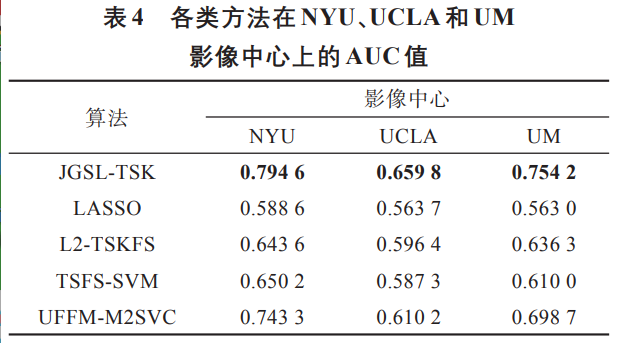 表4 各类方法在NYU、UCLA和UM
影像中心上的AUC值
算法 影像中心
NYU UCLA UM
JGSL-TSK 0.794 6 0.659 8 0.754 2
LASSO 0.588 6 0.563 7 0.563 0
L2-TSKFS 0.643 6 0.596 4 0.636 3
TSFS-SVM 0.650 2 0.587 3 0.610 0
UFFM-M2SVC 0.743 3 0.610 2 0.698 7